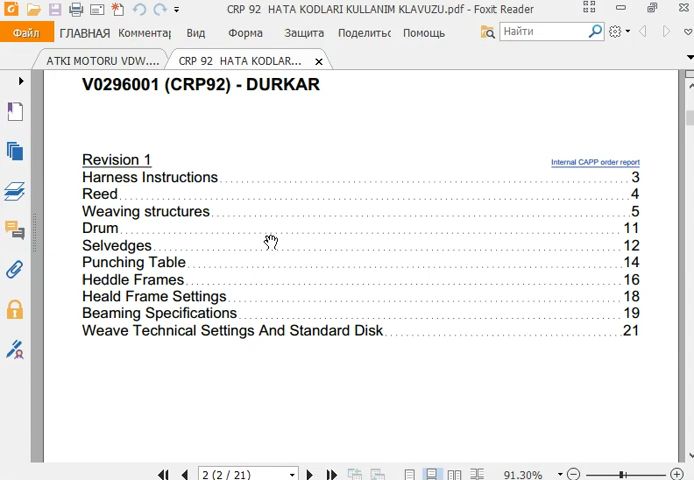 CRP 92 HATA KODLARI KULLANIM KLAVUZU.pdf - Foxit Reader
Файл ГЛАВНАЯ Комментар Вид Форма Защита Поделитьс Помощь Найти
ATKI MOTORU VDW.... CRP 92 HATA KODLAR...
V0296001 (CRP92) - DURKAR
Revision 1 Internal CAPP order report
Harness Instructions 3
Reed 4
Weaving structures 5
Drum 11
Selvedges 12
Punching Table 14
Heddle Frames 16
Heald Frame Settings 18
Beaming Specifications 19
Weave Technical Settings And Standard Disk 21
2 (2 / 21) 91.30%